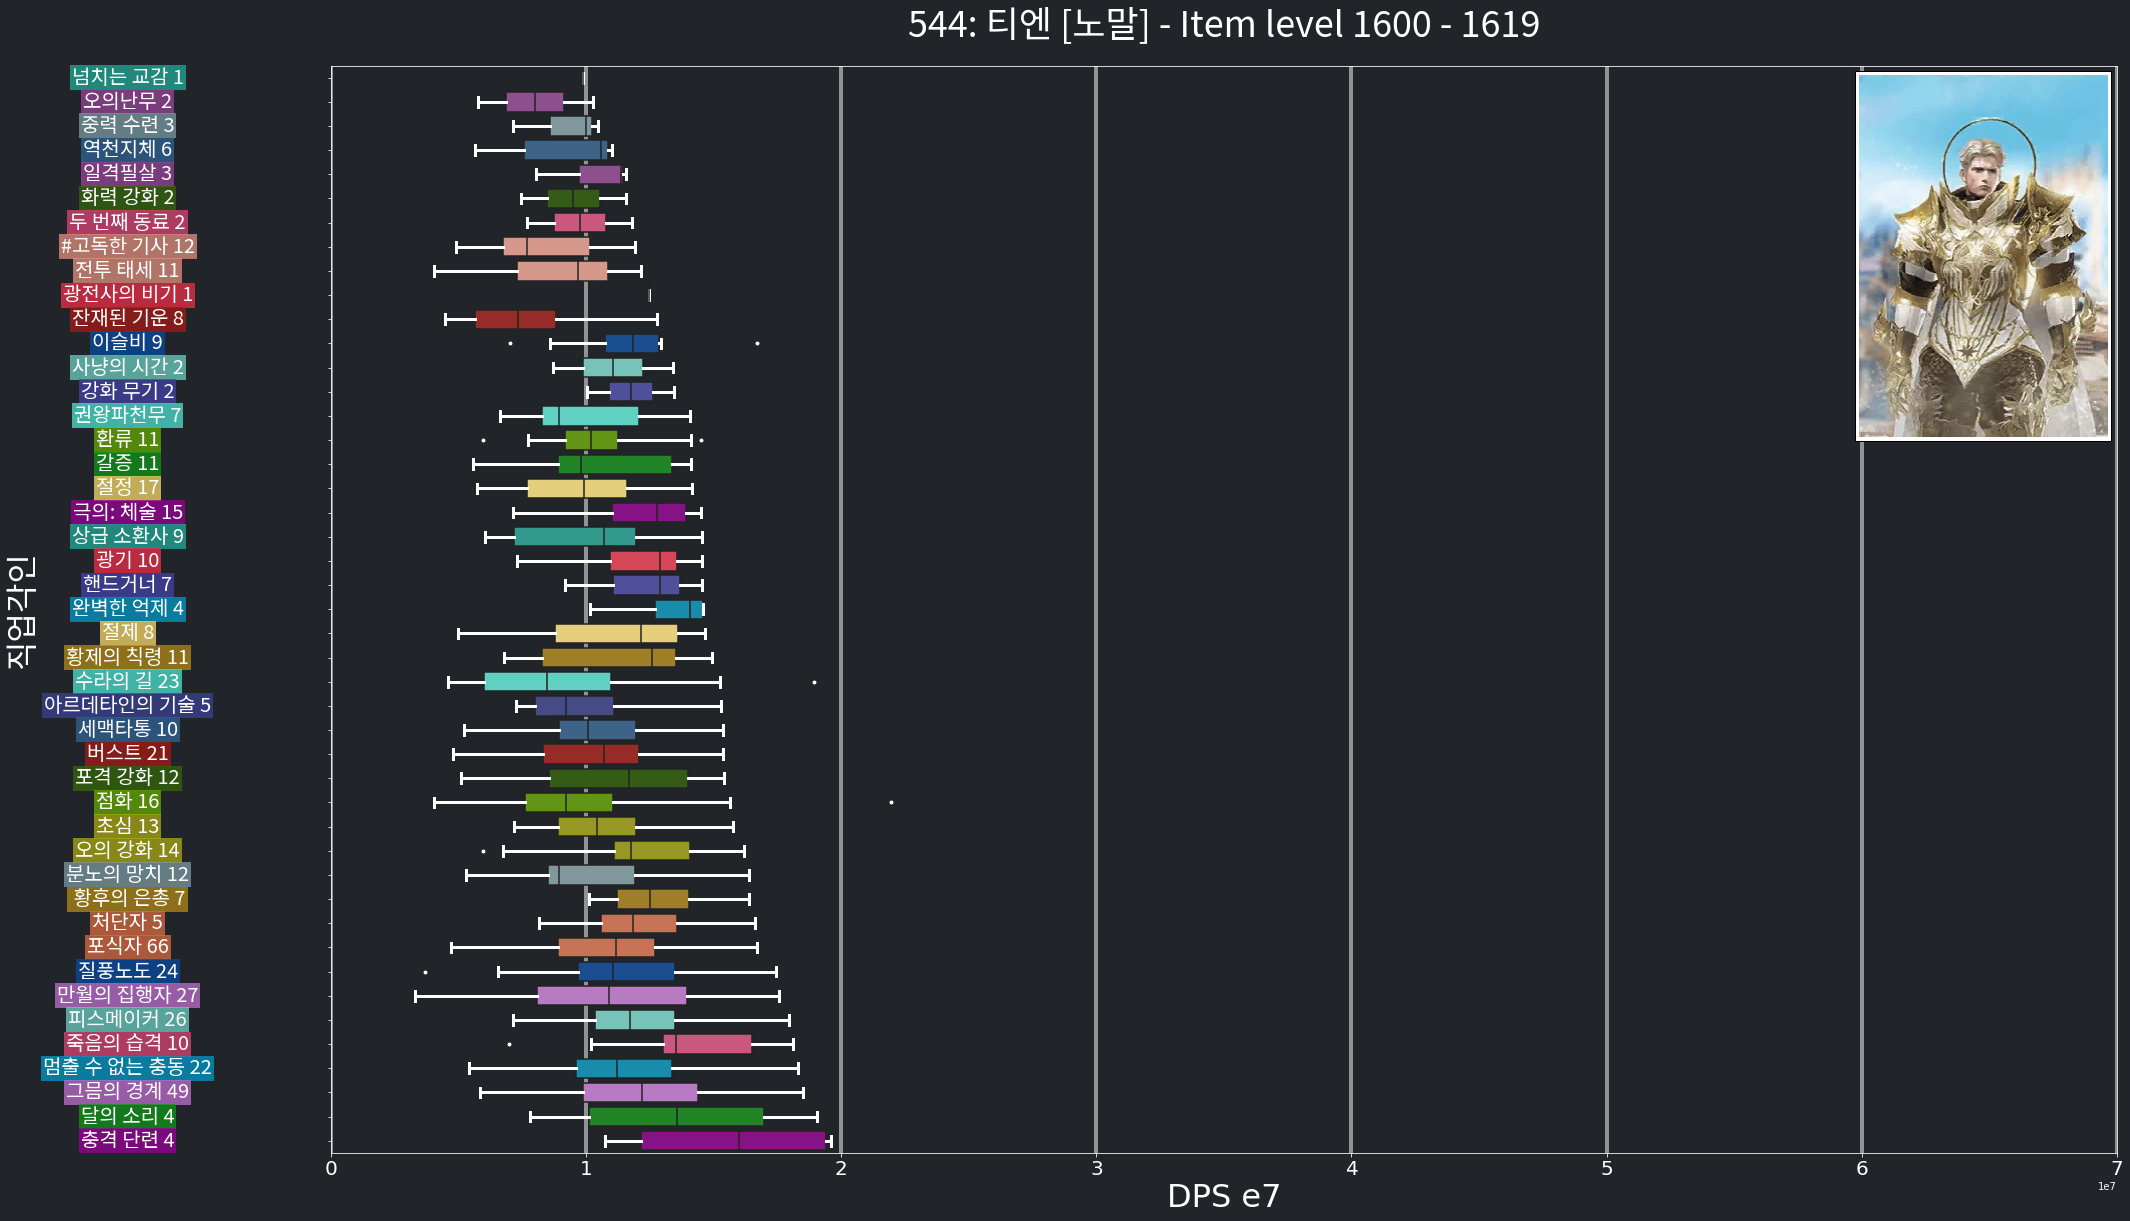 544: 티엔 [노말] - Item level 1600 - 1619
넘치는 교감 1
오의난무 2
중력 수련 3
역천지체 6
일격필살 3
화력 강화 2
두 번째 동료 2
#고독한 기사 12
전투 태세 11
광전사의 비기 1
잔재된 기운 8
이슬비 9
사냥의 시간 2
강화 무기 2
권왕파천무 7
환류 11
갈증 11
절정 17
극의: 체술 15
상급 소환사 9
광기 10
핸드거너 7
완벽한 억제 4
절제 8
황제의 칙령 11
수라의 길 23
아르데타인의 기술 5
세맥타통 10
버스트 21
포격 강화 12
점화 16
초심 13
오의 강화 14
분노의 망치 12
황후의 은총 7
처단자 5
포식자 66
질풍노도 24
만월의 집행자 27
피스메이커 26
죽음의 습격 10
멈출 수 없는 충동 22
그믐의 경계 49
달의 소리 4
충격 단련 4
직업각인
0 1 2 3 4 5 6 7
1e7
DPS e7